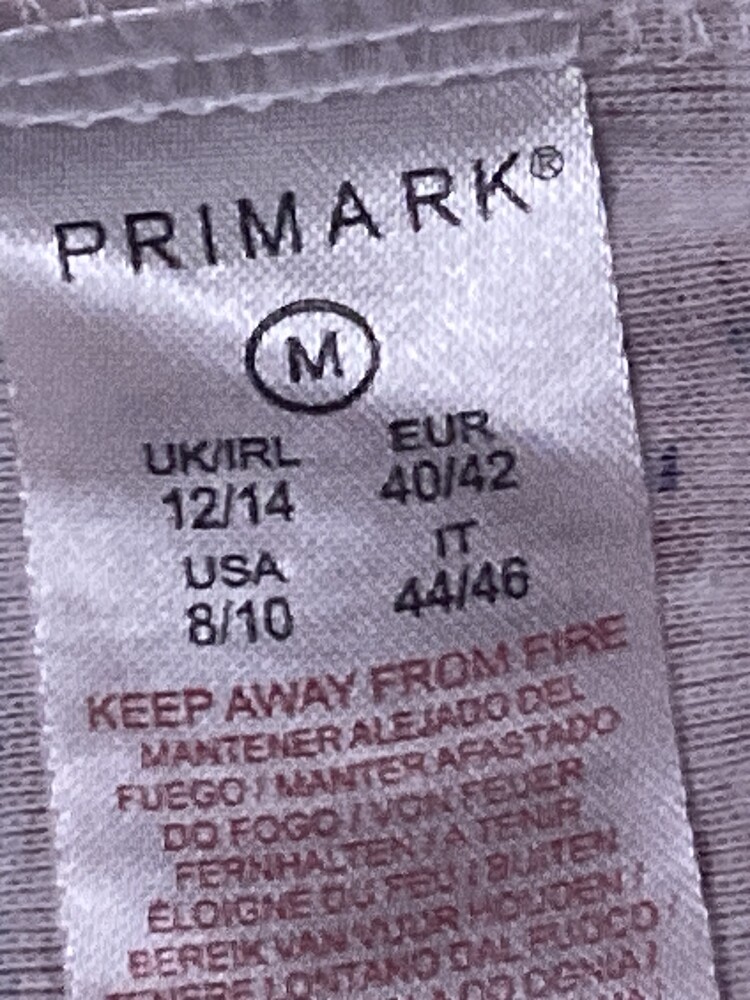 PRIMARK®
M
UK/IRL EUR
12/14 40/42
USA IT
8/10 44/46
KEEP AWAY FROM FIRE
MANTENER ALEJADO DEL
FUEGO / MANTER AFASTADO
DO FOGO / VON FEUER
FERNHALTEN / A TENIR
ÉLOIGNE DU FEU / BUITEN
BEREIK VAN VUUR HOUDEN /
TENERE LONTANO DAL FUOCO